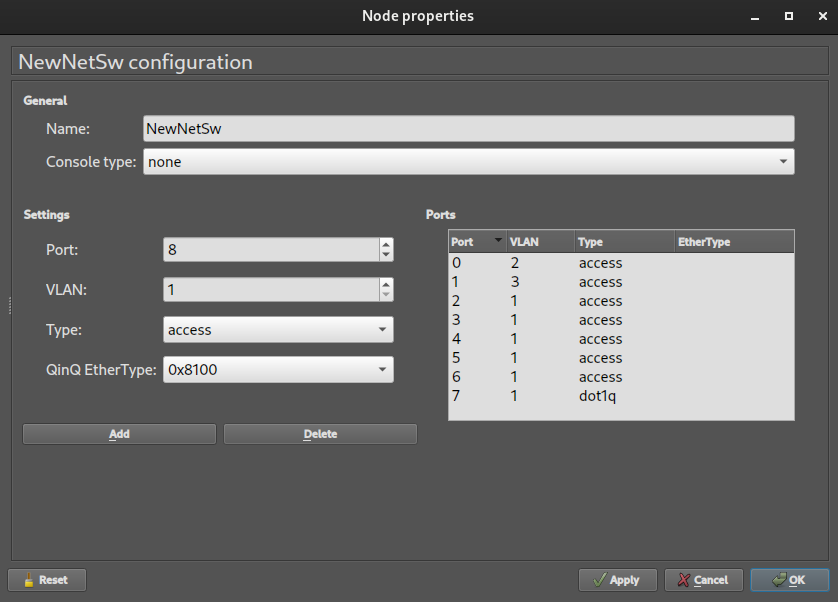 Node properties
NewNetSw configuration
General
Name: NewNetSw
Console type: none
Settings
Port: 8
VLAN: 1
Type: access
QinQ EtherType: 0x8100
Add Delete
Ports
Port VLAN Type EtherType
0 2 access
1 3 access
2 1 access
3 1 access
4 1 access
5 1 access
6 1 access
7 1 dot1q
Reset Apply Cancel OK